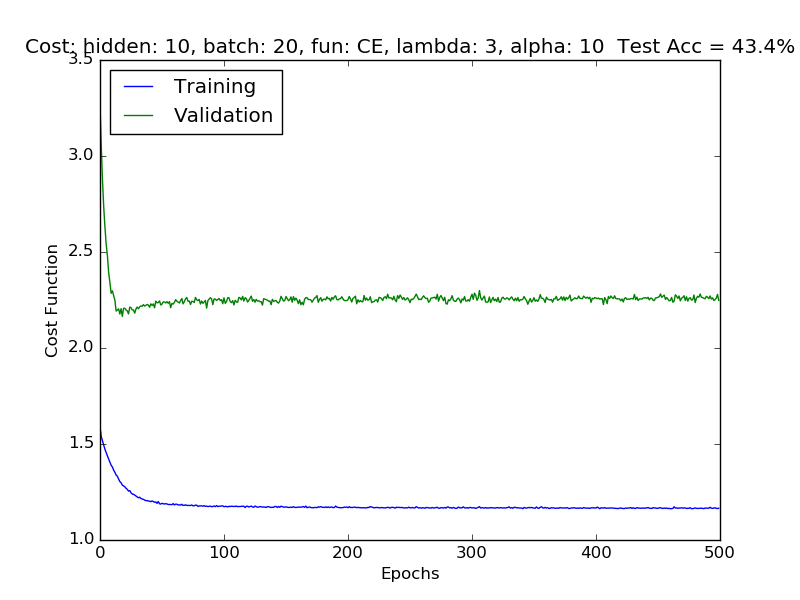 Cost: hidden: 10, batch: 20, fun: CE, lambda: 3, alpha: 10  Test Acc = 43.4%
3.5
Training
Validation
3.0
2.5
2.0
1.5
1.0
Cost Function
0 100 200 300 400 500
Epochs